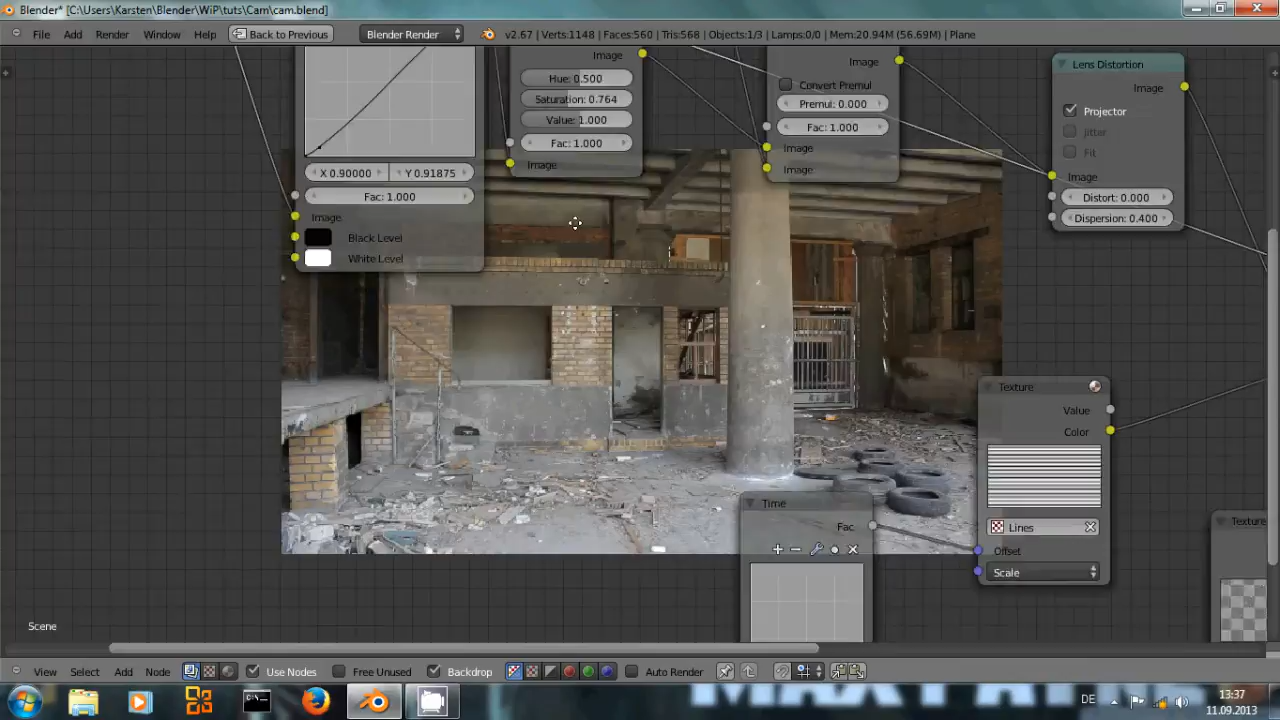 Blender* [C:\Users\Karsten\Blender\WiP\tuts\Cam\cam.blend]
File Add Render Window Help Back to Previous Blender Render v2.67 | Verts:1148 | Faces:560 | Tris:568 | Objects:1/3 | Lamps:0/0 | Mem:20.94M (56.69M) | Plane
X 0.90000 Y 0.91875
Fac: 1.000
Image
Black Level
White Level
Image
Hue: 0.500
Saturation: 0.764
Value: 1.000
Fac: 1.000
Image
Image
Convert Premul
Premul: 0.000
Fac: 1.000
Image
Image
Lens Distortion
Image
Projector
Jitter
Fit
Image
Distort: 0.000
Dispersion: 0.400
Texture
Value
Color
Lines
Offset
Scale
Time
Fac
Texture
Scene
View Select Add Node Use Nodes Free Unused Backdrop Auto Render
DE 13:37
11.09.2013